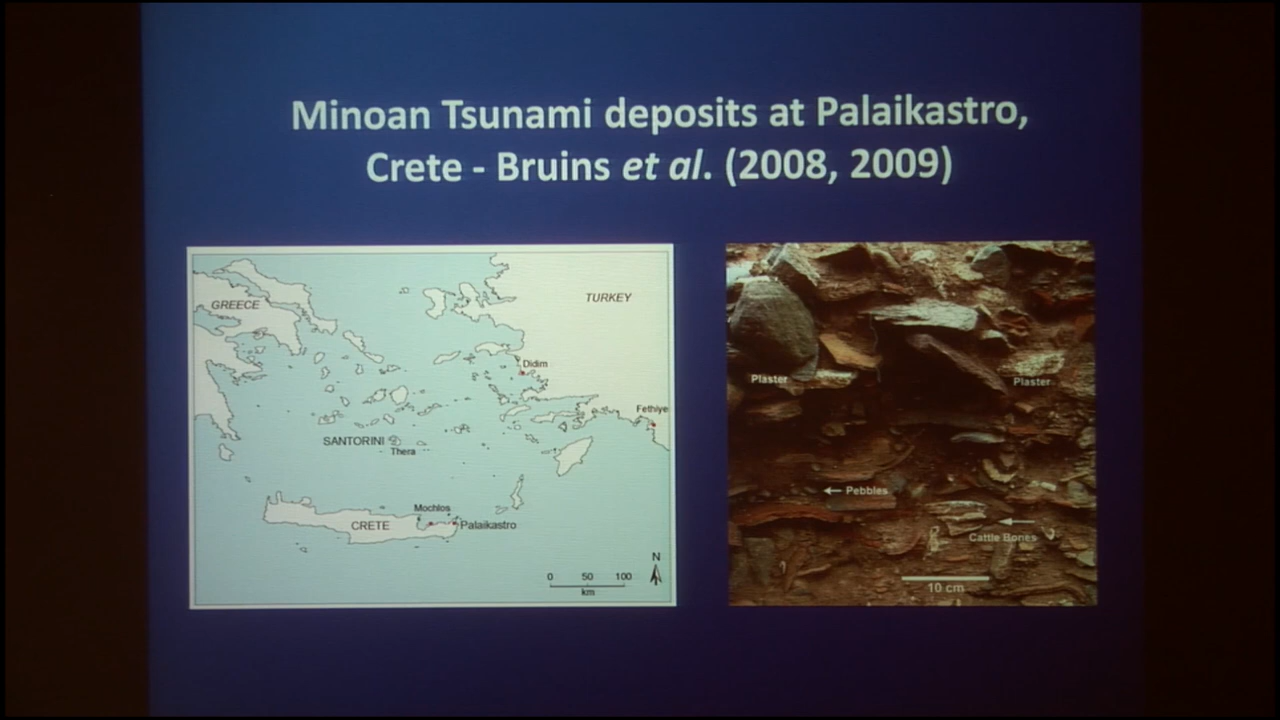 Minoan Tsunami deposits at Palaikastro,
Crete - Bruins et al. (2008, 2009)
GREECE
TURKEY
Didim
Fethiye
SANTORINI
Thera
Mochlos
CRETE
Palaikastro
N
0 50 100
km
Plaster
Plaster
Pebbles
Cattle Bones
10 cm